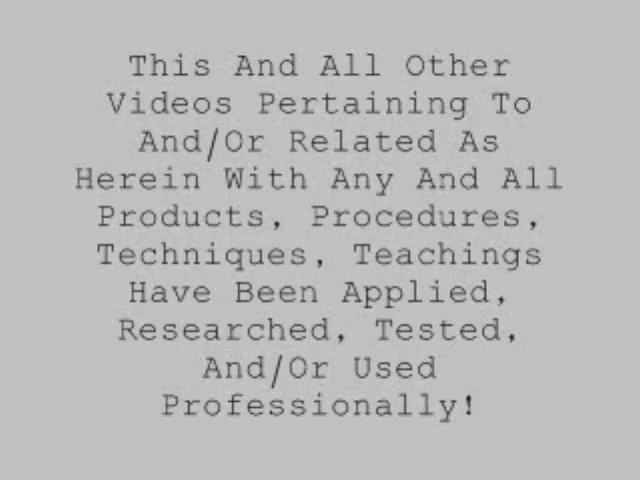 This And All Other
Videos Pertaining To
And/Or Related As
Herein With Any And All
Products, Procedures,
Techniques, Teachings
Have Been Applied,
Researched, Tested,
And/Or Used
Professionally!